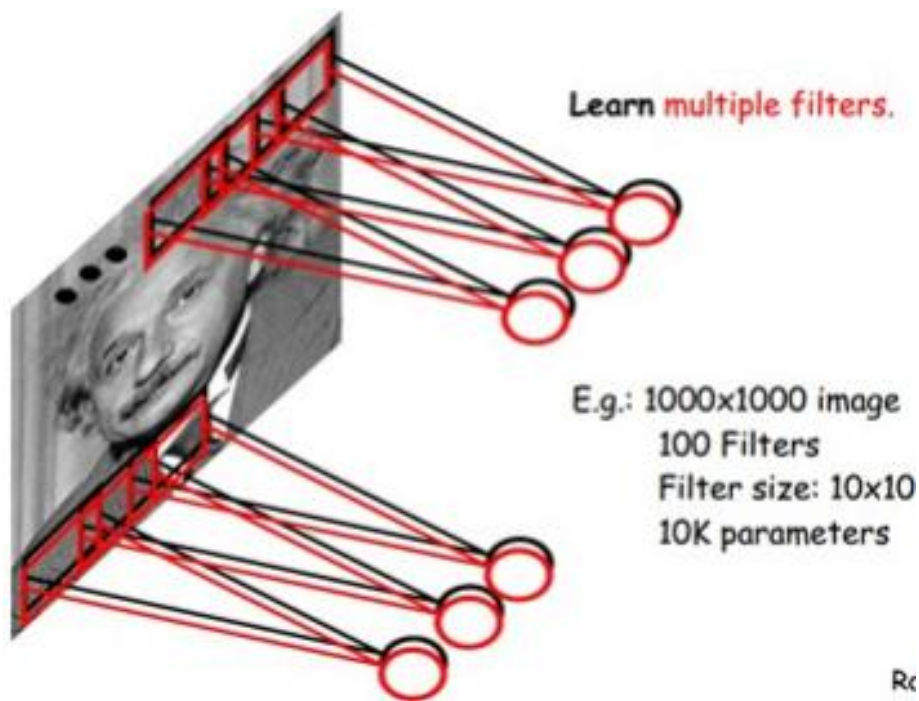 Learn multiple filters.
E.g.: 1000x1000 image
100 Filters
Filter size: 10x10
10K parameters